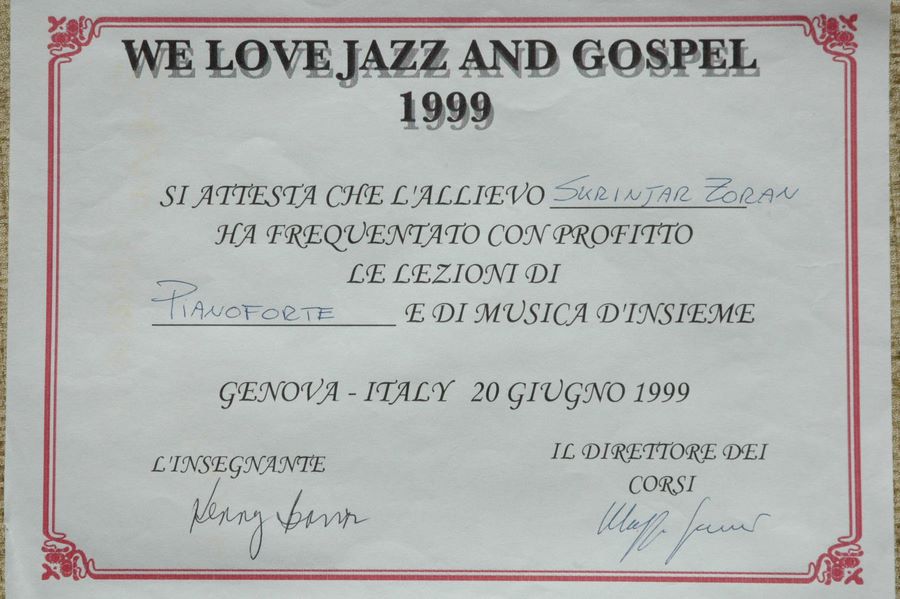 WE LOVE JAZZ AND GOSPEL
1999
SI ATTESTA CHE L'ALLIEVO SKRINJAR ZORAN
HA FREQUENTATO CON PROFITTO
LE LEZIONI DI
PIANOFORTE E DI MUSICA D'INSIEME
GENOVA - ITALY 20 GIUGNO 1999
L'INSEGNANTE
IL DIRETTORE DEI
CORSI
Kenny